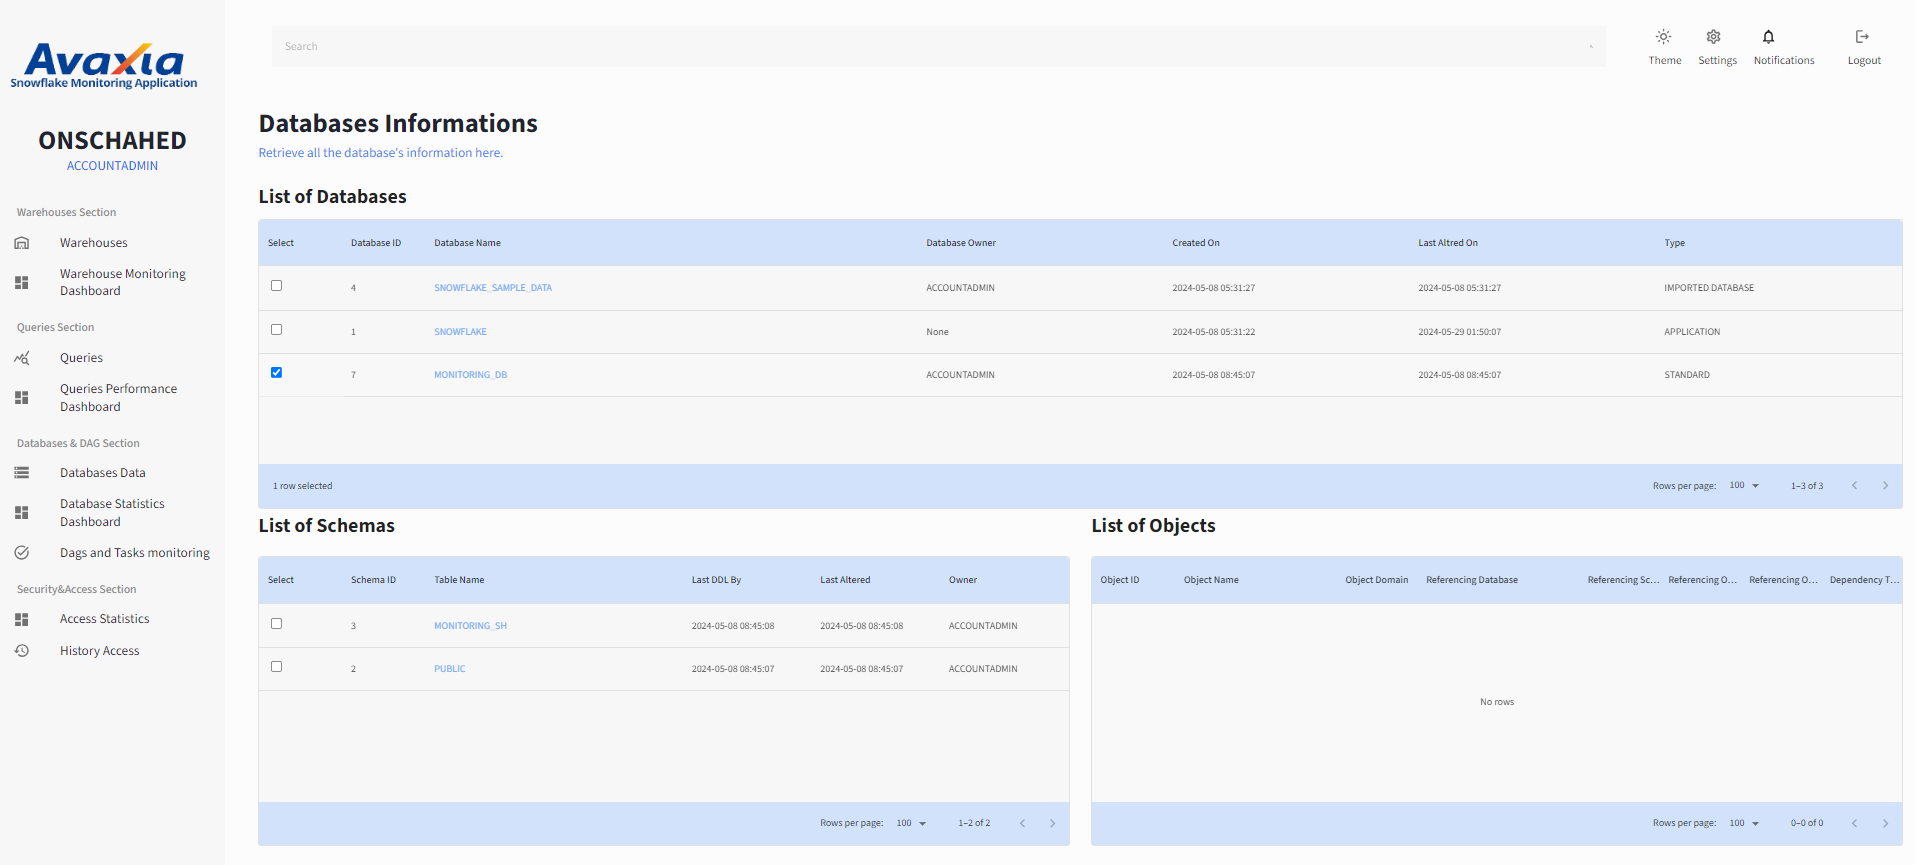 Avaxia
Snowflake Monitoring Application
ONSCHAHED
ACCOUNTADMIN
Warehouses Section
Warehouses
Warehouse Monitoring
Dashboard
Queries Section
Queries
Queries Performance
Dashboard
Databases & DAG Section
Databases Data
Database Statistics
Dashboard
Dags and Tasks monitoring
Security&Access Section
Access Statistics
History Access
Search
Theme Settings Notifications Logout
Databases Informations
Retrieve all the database's information here.
List of Databases
Select Database ID Database Name Database Owner Created On Last Altred On Type
4 SNOWFLAKE_SAMPLE_DATA ACCOUNTADMIN 2024-05-08 05:31:27 2024-05-08 05:31:27 IMPORTED DATABASE
1 SNOWFLAKE None 2024-05-08 05:31:22 2024-05-29 01:50:07 APPLICATION
7 MONITORING_DB ACCOUNTADMIN 2024-05-08 08:45:07 2024-05-08 08:45:07 STANDARD
1 row selected Rows per page: 100 1–3 of 3
List of Schemas
Select Schema ID Table Name Last DDL By Last Altered Owner
3 MONITORING_SH 2024-05-08 08:45:08 2024-05-08 08:45:08 ACCOUNTADMIN
2 PUBLIC 2024-05-08 08:45:07 2024-05-08 08:45:07 ACCOUNTADMIN
Rows per page: 100 1–2 of 2
List of Objects
Object ID Object Name Object Domain Referencing Database Referencing Sc... Referencing O... Referencing O... Dependency T...
No rows
Rows per page: 100 0–0 of 0